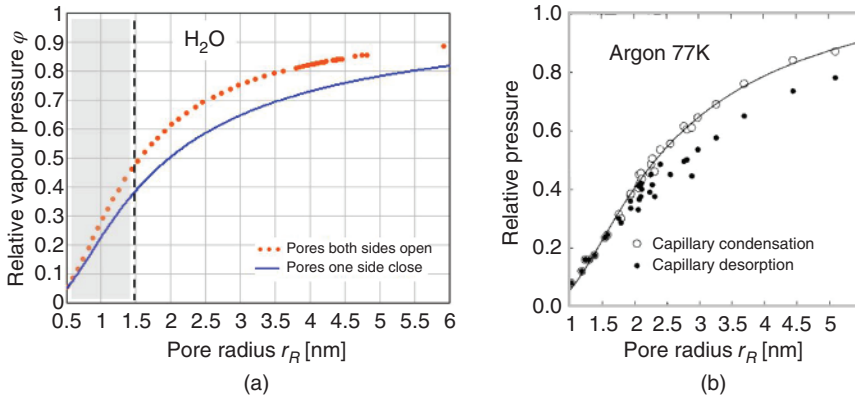 H₂O
Relative vapour pressure φ
1
0.9
0.8
0.7
0.6
0.5
0.4
0.3
0.2
0.1
0
0.5 1 1.5 2 2.5 3 3.5 4 4.5 5 5.5 6
Pores both sides open
Pores one side close
Pore radius r_R [nm]
(a)
Argon 77K
Relative pressure
1.0
0.8
0.6
0.4
0.2
0.0
1 1.5 2 2.5 3 3.5 4 4.5 5
Capillary condensation
Capillary desorption
Pore radius r_R [nm]
(b)